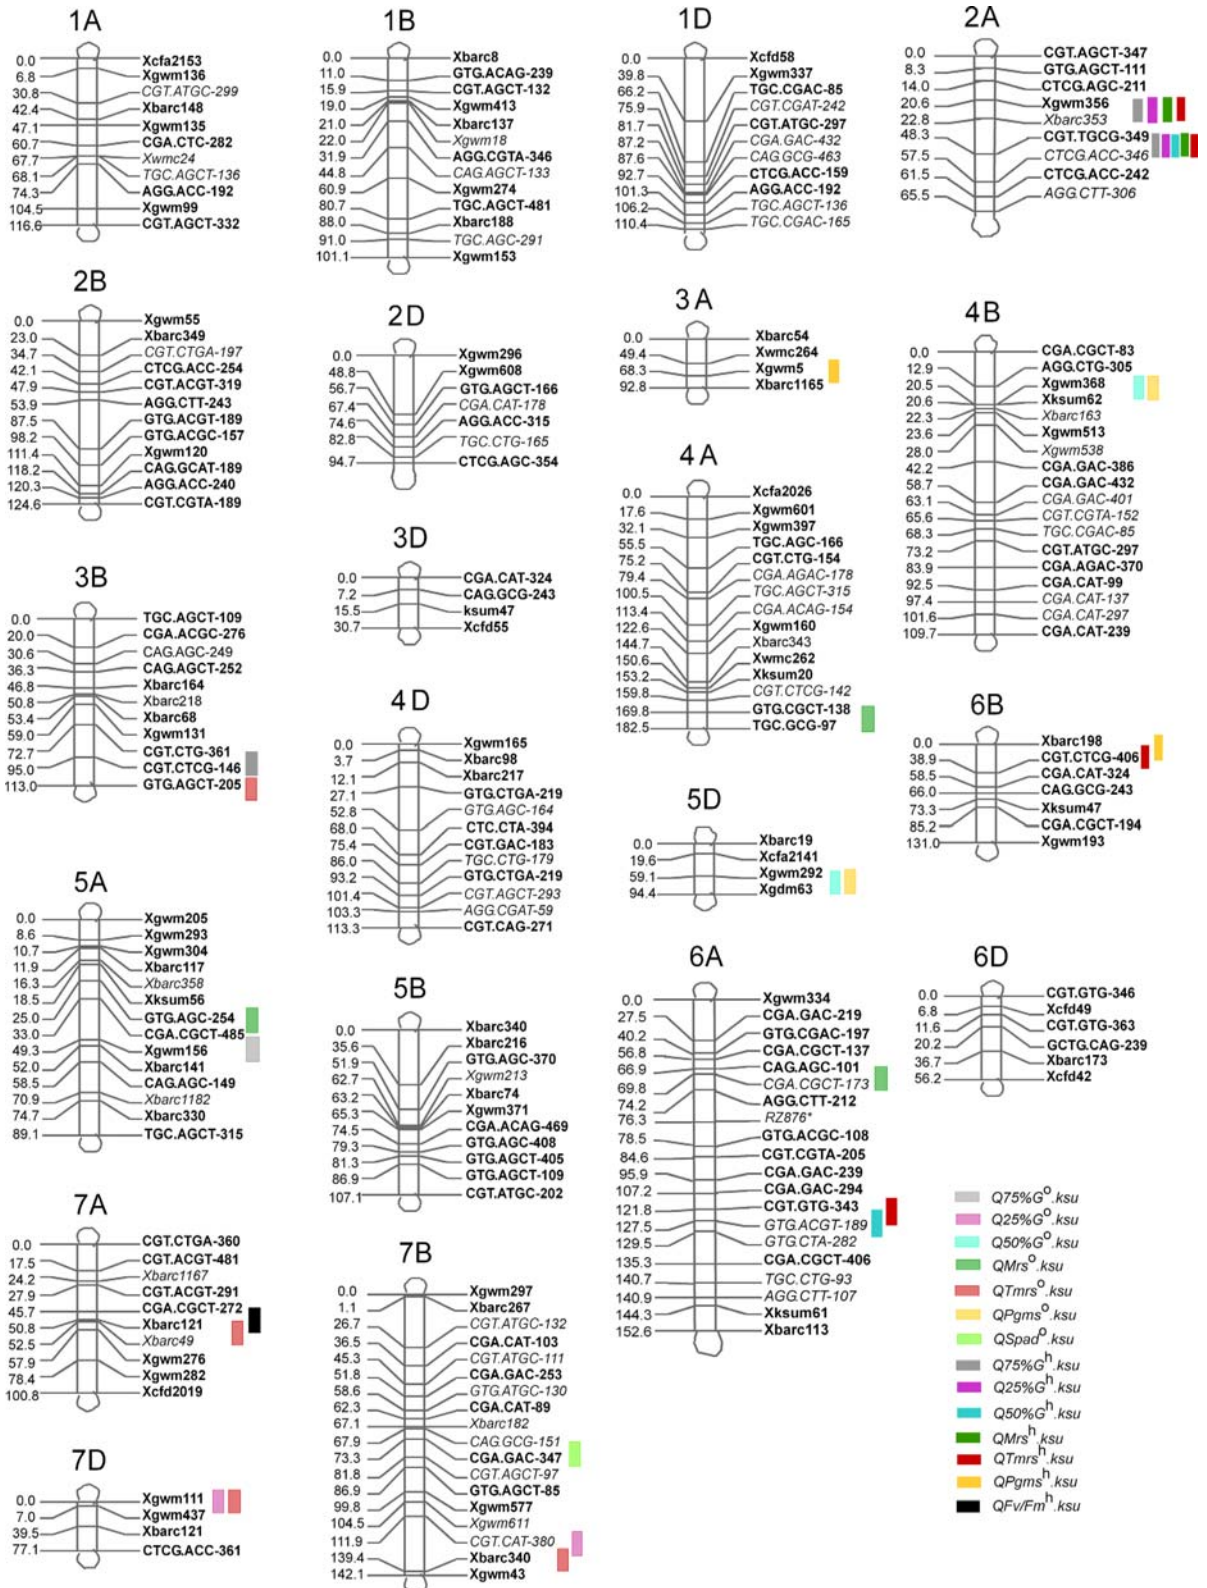 1A
0.0 Xcfa2153
6.8 Xgwm136
30.8 CGT.ATGC-299
42.4 Xbarc148
47.1 Xgwm135
60.7 CGA.CTC-282
67.7 Xwmc24
68.1 TGC.AGCT-136
74.3 AGG.ACC-192
104.5 Xgwm99
116.6 CGT.AGCT-332
1B
0.0 Xbarc8
11.0 GTG.ACAG-239
15.9 CGT.AGCT-132
19.0 Xgwm413
21.0 Xbarc137
22.0 Xgwm18
31.9 AGG.CGTA-346
44.8 CAG.AGCT-133
60.9 Xgwm274
80.7 TGC.AGCT-481
88.0 Xbarc188
91.0 TGC.AGC-291
101.1 Xgwm153
1D
0.0 Xcfd58
39.8 Xgwm337
66.2 TGC.CGAC-85
75.9 CGT.CGAT-242
81.7 CGT.ATGC-297
87.2 CGA.GAC-432
87.6 CAG.GCG-463
92.7 CTCG.ACC-159
101.3 AGG.ACC-192
106.2 TGC.AGCT-136
110.4 TGC.CGAC-165
2A
0.0 CGT.AGCT-347
8.3 GTG.AGCT-111
14.0 CTCG.AGC-211
20.6 Xgwm356
22.8 Xbarc353
48.3 CGT.TGCG-349
57.5 CTCG.ACC-346
61.5 CTCG.ACC-242
65.5 AGG.CTT-306
2B
0.0 Xgwm55
23.0 Xbarc349
34.7 CGT.CTGA-197
42.1 CTCG.ACC-254
47.9 CGT.ACGT-319
53.9 AGG.CTT-243
87.5 GTG.ACGT-189
98.2 GTG.ACGC-157
111.4 Xgwm120
118.2 CAG.GCAT-189
120.3 AGG.ACC-240
124.6 CGT.CGTA-189
2D
0.0 Xgwm296
48.8 Xgwm608
56.7 GTG.AGCT-166
67.4 CGA.CAT-178
74.6 AGG.ACC-315
82.8 TGC.CTG-165
94.7 CTCG.AGC-354
3A
0.0 Xbarc54
49.4 Xwmc264
68.3 Xgwm5
92.8 Xbarc1165
4B
0.0 CGA.CGCT-83
12.9 AGG.CTG-305
20.5 Xgwm368
20.6 Xksum62
22.3 Xbarc163
23.6 Xgwm513
28.0 Xgwm538
42.2 CGA.GAC-386
58.7 CGA.GAC-432
63.1 CGA.GAC-401
65.6 CGT.CGTA-152
68.3 TGC.CGAC-85
73.2 CGT.ATGC-297
83.9 CGA.AGAC-370
92.5 CGA.CAT-99
97.4 CGA.CAT-137
101.6 CGA.CAT-297
109.7 CGA.CAT-239
3B
0.0 TGC.AGCT-109
20.0 CGA.ACGC-276
30.6 CAG.AGC-249
36.3 CAG.AGCT-252
46.8 Xbarc164
50.8 Xbarc218
53.4 Xbarc68
59.0 Xgwm131
72.7 CGT.CTG-361
95.0 CGT.CTCG-146
113.0 GTG.AGCT-205
3D
0.0 CGA.CAT-324
7.2 CAG.GCG-243
15.5 ksum47
30.7 Xcfd55
4A
0.0 Xcfa2026
17.6 Xgwm601
32.1 Xgwm397
55.5 TGC.AGC-166
75.2 CGT.CTG-154
79.4 CGA.AGAC-178
100.5 TGC.AGCT-315
113.4 CGA.ACAG-154
122.6 Xgwm160
144.7 Xbarc343
150.6 Xwmc262
153.2 Xksum20
159.8 CGT.CTCG-142
169.8 GTG.CGCT-138
182.5 TGC.GCG-97
4D
0.0 Xgwm165
3.7 Xbarc98
12.1 Xbarc217
27.1 GTG.CTGA-219
52.8 GTG.AGC-164
68.0 CTC.CTA-394
75.4 CGT.GAC-183
86.0 TGC.CTG-179
93.2 GTG.CTGA-219
101.4 CGT.AGCT-293
103.3 AGG.CGAT-59
113.3 CGT.CAG-271
6B
0.0 Xbarc198
38.9 CGT.CTCG-406
58.5 CGA.CAT-324
66.0 CAG.GCG-243
73.3 Xksum47
85.2 CGA.CGCT-194
131.0 Xgwm193
5D
0.0 Xbarc19
19.6 Xcfa2141
59.1 Xgwm292
94.4 Xgdm63
5A
0.0 Xgwm205
8.6 Xgwm293
10.7 Xgwm304
11.9 Xbarc117
16.3 Xbarc358
18.5 Xksum56
25.0 GTG.AGC-254
33.0 CGA.CGCT-485
49.3 Xgwm156
52.0 Xbarc141
58.5 CAG.AGC-149
70.9 Xbarc1182
74.7 Xbarc330
89.1 TGC.AGCT-315
5B
0.0 Xbarc340
35.6 Xbarc216
51.9 GTG.AGC-370
62.7 Xgwm213
63.2 Xbarc74
65.3 Xgwm371
74.5 CGA.ACAG-469
79.3 GTG.AGC-408
81.3 GTG.AGCT-405
86.9 GTG.AGCT-109
107.1 CGT.ATGC-202
6A
0.0 Xgwm334
27.5 CGA.GAC-219
40.2 GTG.CGAC-197
56.8 CGA.CGCT-137
66.9 CAG.AGC-101
69.8 CGA.CGCT-173
74.2 AGG.CTT-212
76.3 RZ876*
78.5 GTG.ACGC-108
84.6 CGT.CGTA-205
95.9 CGA.GAC-239
107.2 CGA.GAC-294
121.8 CGT.GTG-343
127.5 GTG.ACGT-189
129.5 GTG.CTA-282
135.3 CGA.CGCT-406
140.7 TGC.CTG-93
140.9 AGG.CTT-107
144.3 Xksum61
152.6 Xbarc113
6D
0.0 CGT.GTG-346
6.8 Xcfd49
11.6 CGT.GTG-363
20.2 GCTG.CAG-239
36.7 Xbarc173
56.2 Xcfd42
7A
0.0 CGT.CTGA-360
17.5 CGT.ACGT-481
24.2 Xbarc1167
27.9 CGT.ACGT-291
45.7 CGA.CGCT-272
50.8 Xbarc121
52.5 Xbarc49
57.9 Xgwm276
78.4 Xgwm282
100.8 Xcfd2019
7B
0.0 Xgwm297
1.1 Xbarc267
26.7 CGT.ATGC-132
36.5 CGA.CAT-103
45.3 CGT.ATGC-111
51.8 CGA.GAC-253
58.6 GTG.ATGC-130
62.3 CGA.CAT-89
67.1 Xbarc182
67.9 CAG.GCG-151
73.3 CGA.GAC-347
81.8 CGT.AGCT-97
86.9 GTG.AGCT-85
99.8 Xgwm577
104.5 Xgwm611
111.9 CGT.CAT-380
139.4 Xbarc340
142.1 Xgwm43
7D
0.0 Xgwm111
7.0 Xgwm437
39.5 Xbarc121
77.1 CTCG.ACC-361
Q75%G^o.ksu
Q25%G^o.ksu
Q50%G^o.ksu
QMrs^o.ksu
QTmrs^o.ksu
QPgms^o.ksu
QSpad^o.ksu
Q75%G^h.ksu
Q25%G^h.ksu
Q50%G^h.ksu
QMrs^h.ksu
QTmrs^h.ksu
QPgms^h.ksu
QFv/Fm^h.ksu